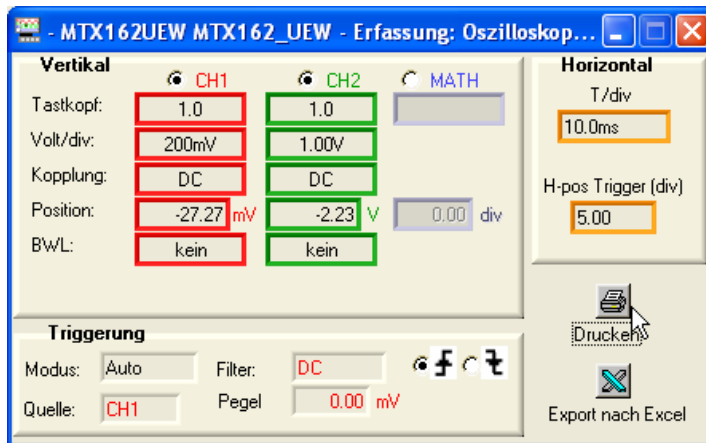 - MTX162UEW MTX162_UEW - Erfassung: Oszilloskop...
Vertikal
CH1 CH2 MATH
Tastkopf: 1.0 1.0
Volt/div: 200mV 1.00V
Kopplung: DC DC
Position: -27.27 mV -2.23 V 0.00 div
BWL: kein kein
Horizontal
T/div
10.0ms
H-pos Trigger (div)
5.00
Triggerung
Modus: Auto Filter: DC
Quelle: CH1 Pegel 0.00 mV
Drucken
Export nach Excel